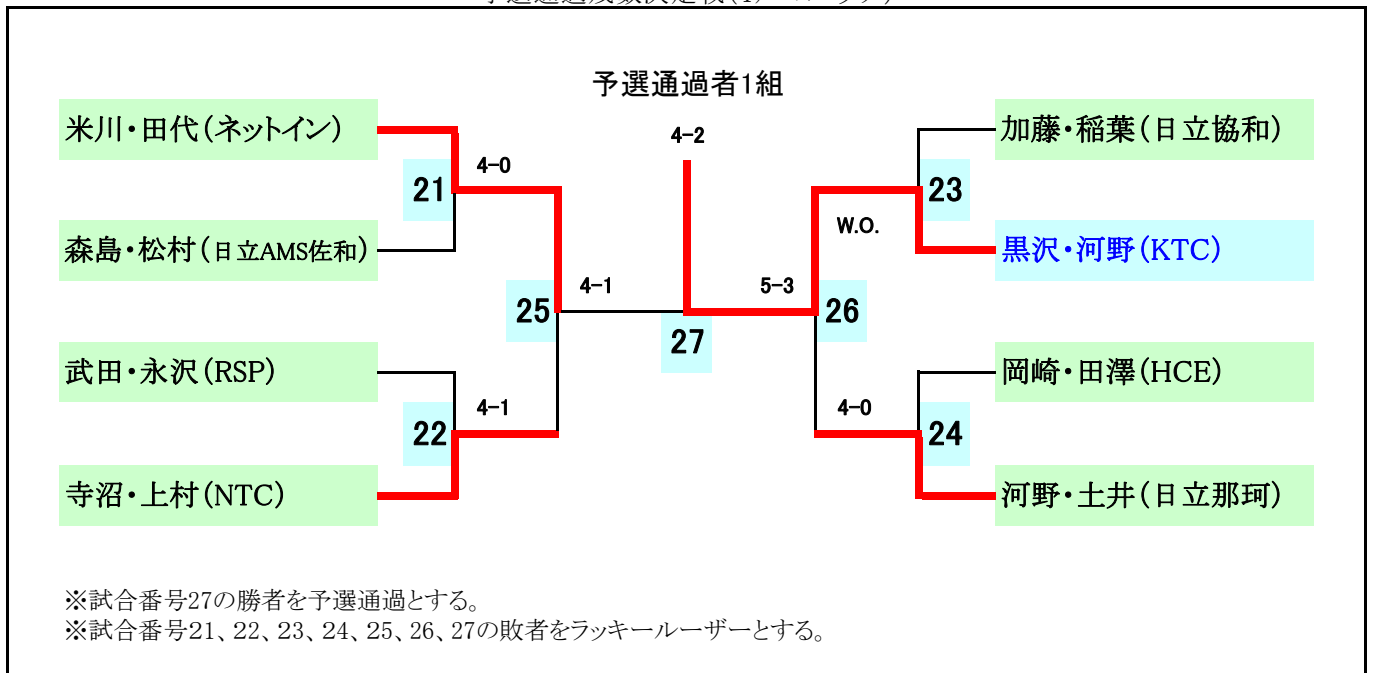 予選通過者1組
米川・田代(ネットイン)
4-2
加藤・稲葉(日立協和)
4-0
21
23
W.O.
森島・松村(日立AMS佐和)
黒沢・河野(KTC)
4-1
5-3
25
26
27
武田・永沢(RSP)
岡崎・田澤(HCE)
4-1
4-0
22
24
寺沼・上村(NTC)
河野・土井(日立那珂)
※試合番号27の勝者を予選通過とする。
※試合番号21、22、23、24、25、26、27の敗者をラッキールーザーとする。